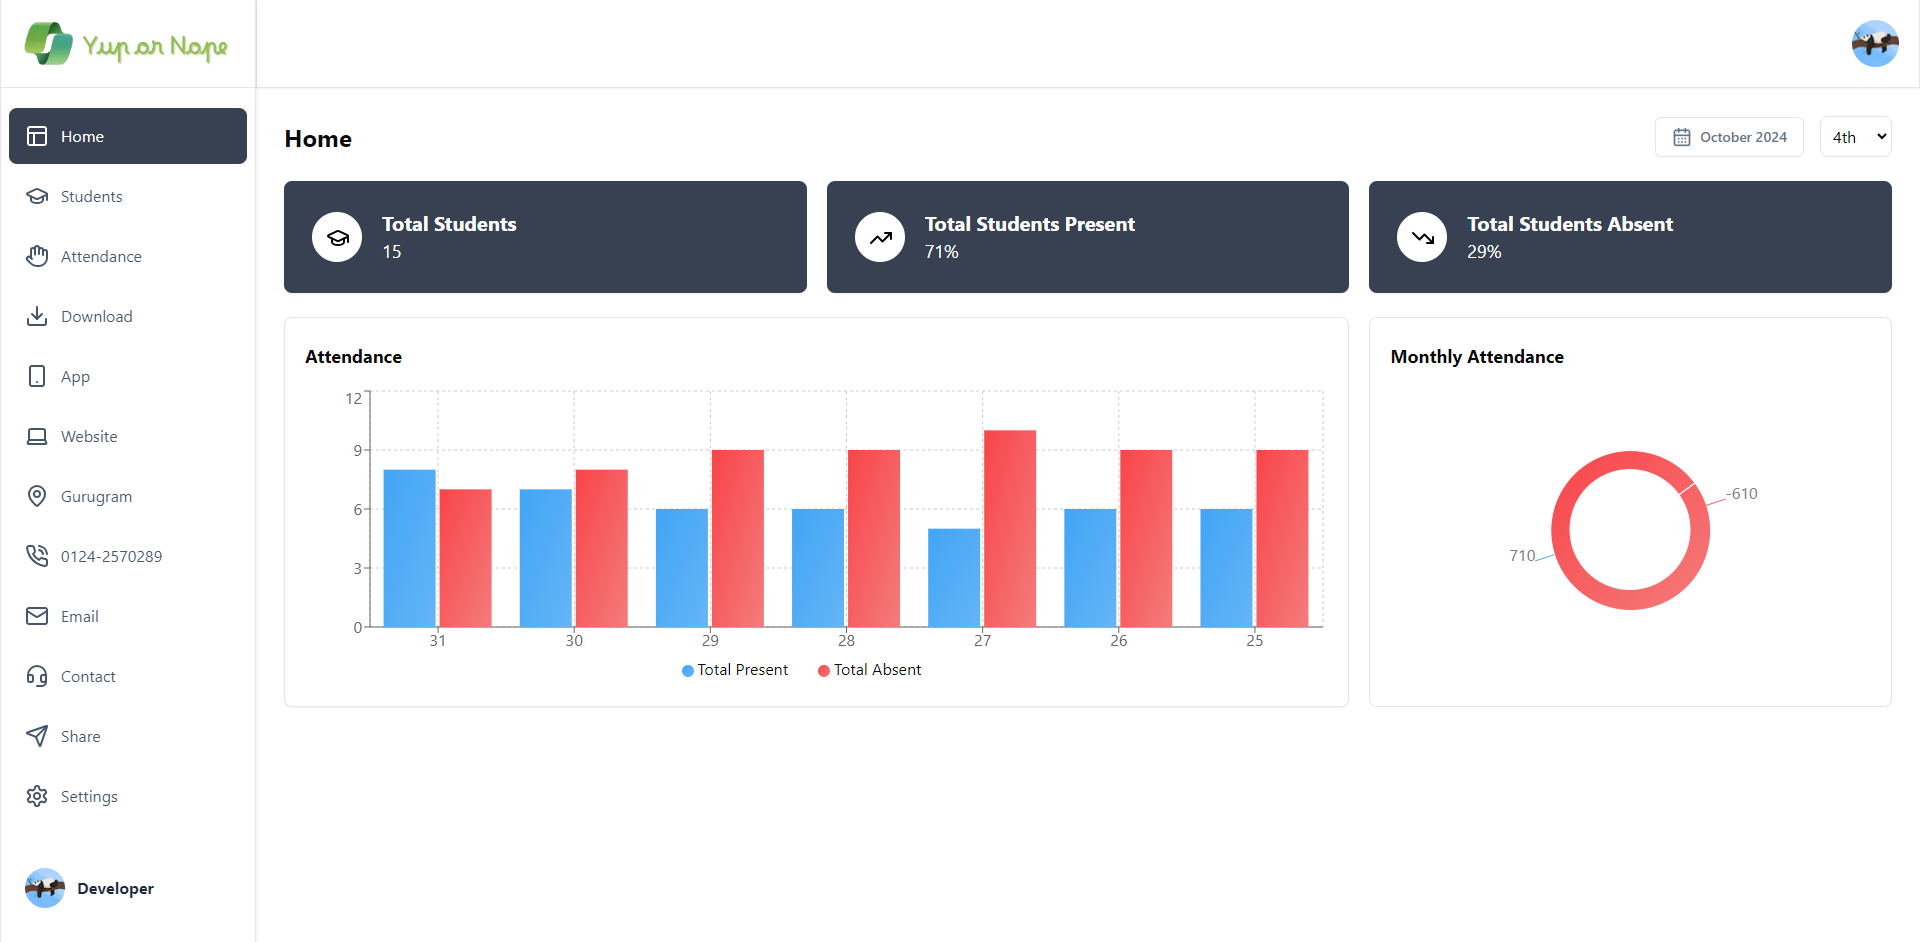 Yup or Nope
Home
Students
Attendance
Download
App
Website
Gurugram
0124-2570289
Email
Contact
Share
Settings
Developer
Home
October 2024
4th
Total Students
15
Total Students Present
71%
Total Students Absent
29%
Attendance
12
9
6
3
0
31 30 29 28 27 26 25
Total Present Total Absent
Monthly Attendance
-610
710